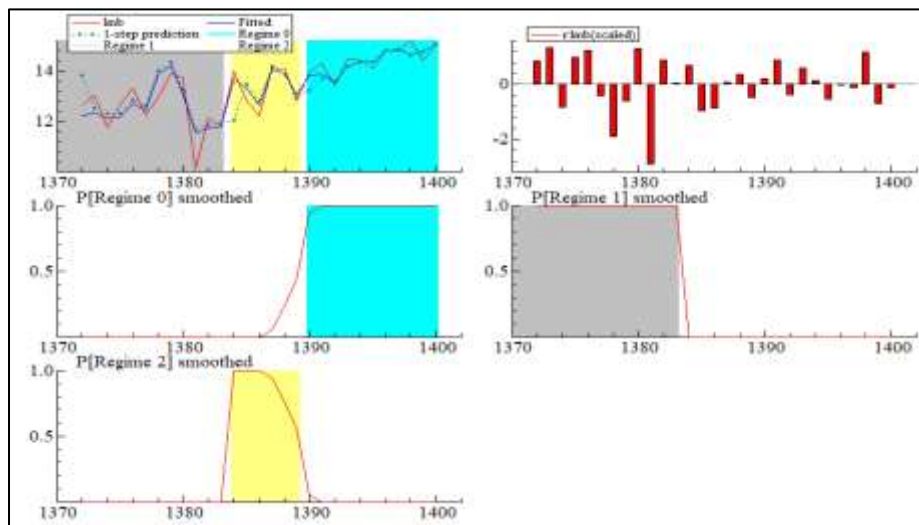 lmb Fitted
1-step prediction Regime 0
Regime 1 Regime 2
14
12
1370 1380 1390 1400
r:lmb(scaled)
0
-2
1370 1380 1390 1400
P[Regime 0] smoothed
1.0
0.5
1370 1380 1390 1400
P[Regime 1] smoothed
1.0
0.5
1370 1380 1390 1400
P[Regime 2] smoothed
1.0
0.5
1370 1380 1390 1400